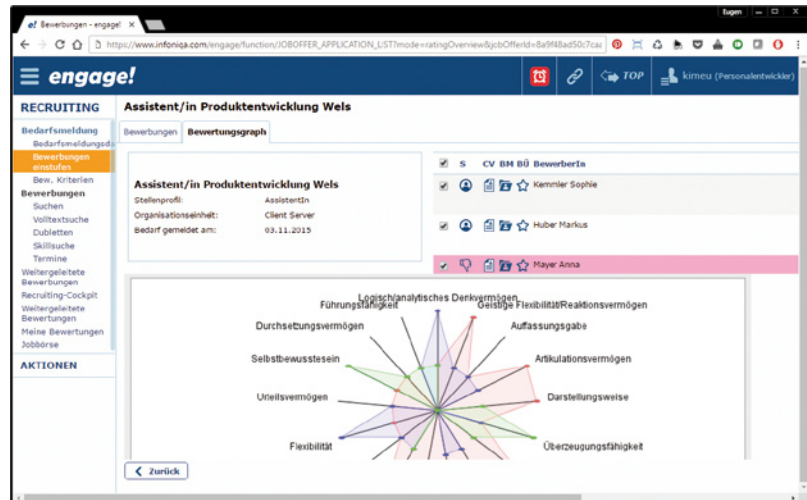 Eugen
e! Bewerbungen - engage!
https://www.infoniqa.com/engage/function/JOBOFFER_APPLICATION_LIST?mode=ratingOverview&jobOfferId=8a9f48ad50c7ca
engage!
TOP
kimeu (Personalentwickler)
RECRUITING
Bedarfsmeldung
Bedarfsmeldungsd
Bewerbungen
einstufen
Bew. Kriterien
Bewerbungen
Suchen
Volltextsuche
Dubletten
Skillsuche
Termine
Weitergeleitete
Bewerbungen
Recruiting-Cockpit
Weitergeleitete
Bewertungen
Meine Bewertungen
Jobbörse
AKTIONEN
Assistent/in Produktentwicklung Wels
Bewerbungen Bewertungsgraph
Assistent/in Produktentwicklung Wels
Stellenprofil: AssistentIn
Organisationseinheit: Client Server
Bedarf gemeldet am: 03.11.2015
S CV BM BÜ BewerberIn
Kemmler Sophie
Huber Markus
Mayer Anna
Logisch/analytisches Denkvermögen
Führungsfähigkeit
Geistige Flexibilität/Reaktionsvermögen
Durchsetzungsvermögen
Auffassungsgabe
Selbstbewusstesein
Artikulationsvermögen
Urteilsvermögen
Darstellungsweise
Flexibilität
Überzeugungsfähigkeit
Zurück